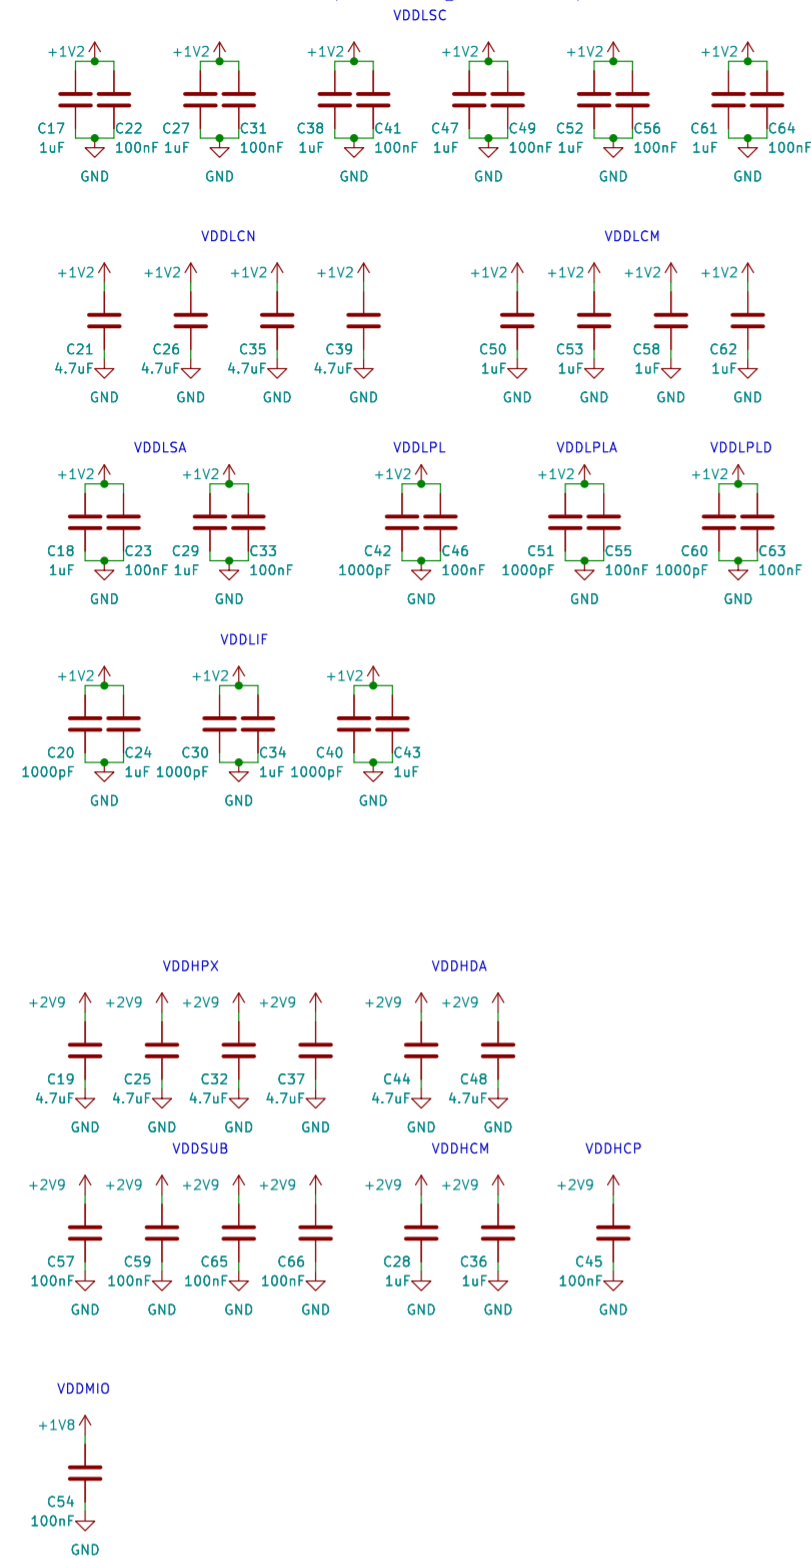 VDDLSC
+1V2 +1V2 +1V2 +1V2 +1V2 +1V2
C17 C22 C27 C31 C38 C41 C47 C49 C52 C56 C61 C64
1uF 100nF 1uF 100nF 1uF 100nF 1uF 100nF 1uF 100nF 1uF 100nF
GND GND GND GND GND GND
VDDLCN VDDLCM
+1V2 +1V2 +1V2 +1V2 +1V2 +1V2 +1V2 +1V2
C21 C26 C35 C39 C50 C53 C58 C62
4.7uF 4.7uF 4.7uF 4.7uF 1uF 1uF 1uF 1uF
GND GND GND GND GND GND GND GND
VDDLSA VDDLPL VDDLPLA VDDLPLD
+1V2 +1V2 +1V2 +1V2 +1V2
C18 C23 C29 C33 C42 C46 C51 C55 C60 C63
1uF 100nF 1uF 100nF 1000pF 100nF 1000pF 100nF 1000pF 100nF
GND GND GND GND GND
VDDLIF
+1V2 +1V2 +1V2
C20 C24 C30 C34 C40 C43
1000pF 1uF 1000pF 1uF 1000pF 1uF
GND GND GND
VDDHPX VDDHDA
+2V9 +2V9 +2V9 +2V9 +2V9 +2V9
C19 C25 C32 C37 C44 C48
4.7uF 4.7uF 4.7uF 4.7uF 4.7uF 4.7uF
GND GND GND GND GND GND
VDDSUB VDDHCM VDDHCP
+2V9 +2V9 +2V9 +2V9 +2V9 +2V9 +2V9
C57 C59 C65 C66 C28 C36 C45
100nF 100nF 100nF 100nF 1uF 1uF 100nF
GND GND GND GND GND GND GND
VDDMIO
+1V8
C54
100nF
GND